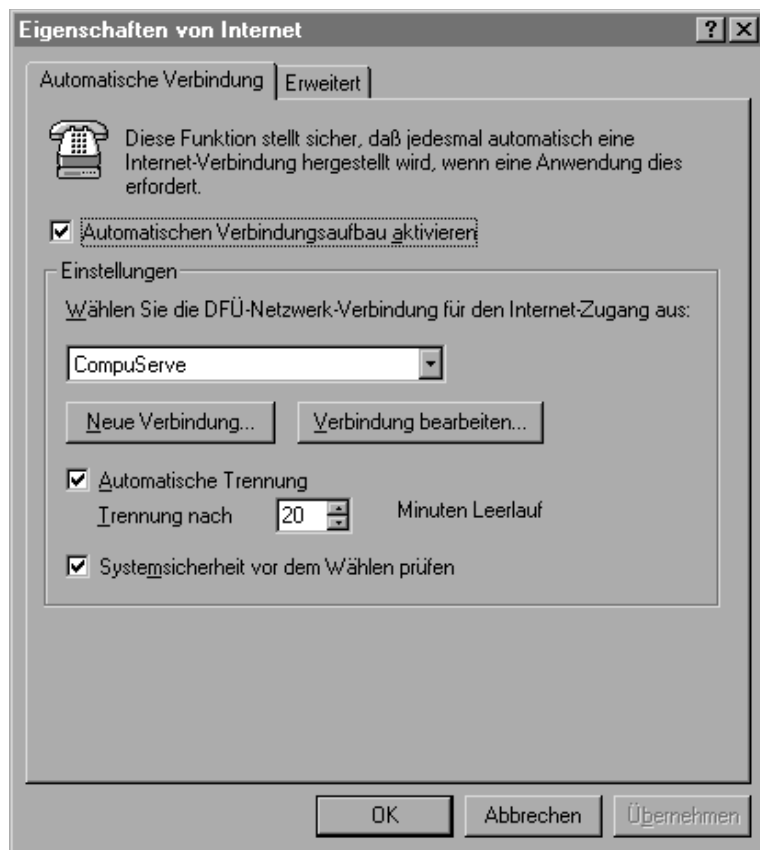 Eigenschaften von Internet
Automatische Verbindung
Erweitert
Diese Funktion stellt sicher, daß jedesmal automatisch eine
Internet-Verbindung hergestellt wird, wenn eine Anwendung dies
erfordert.
Automatischen Verbindungsaufbau aktivieren
Einstellungen
Wählen Sie die DFÜ-Netzwerk-Verbindung für den Internet-Zugang aus:
CompuServe
Neue Verbindung... Verbindung bearbeiten...
Automatische Trennung
Trennung nach 20 Minuten Leerlauf
Systemsicherheit vor dem Wählen prüfen
OK Abbrechen Übernehmen